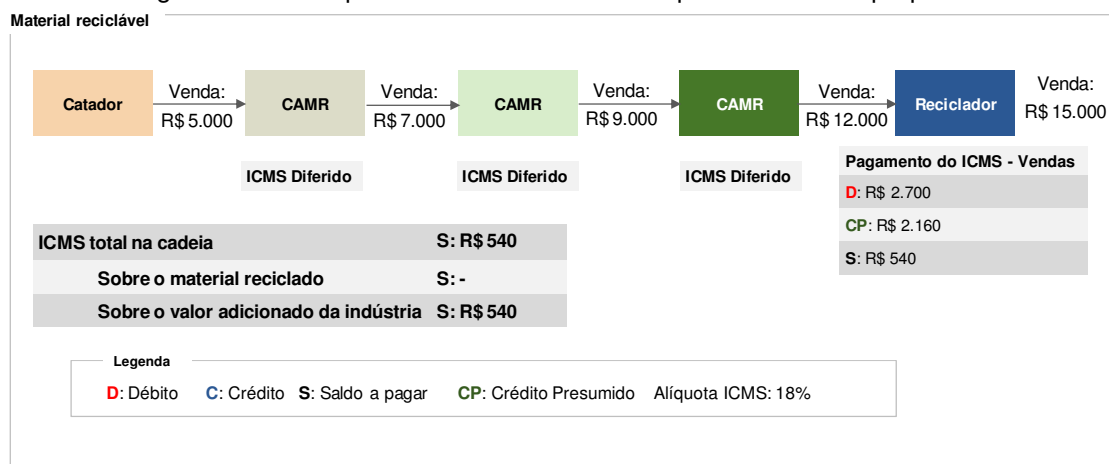 Material reciclável
Catador
Venda:
R$ 5.000
CAMR
Venda:
R$ 7.000
CAMR
Venda:
R$ 9.000
CAMR
Venda:
R$ 12.000
Reciclador
Venda:
R$ 15.000
ICMS Diferido
ICMS Diferido
ICMS Diferido
Pagamento do ICMS - Vendas
D: R$ 2.700
CP: R$ 2.160
S: R$ 540
ICMS total na cadeia S: R$ 540
Sobre o material reciclado S: -
Sobre o valor adicionado da indústria S: R$ 540
Legenda
D: Débito C: Crédito S: Saldo a pagar CP: Crédito Presumido Alíquota ICMS: 18%